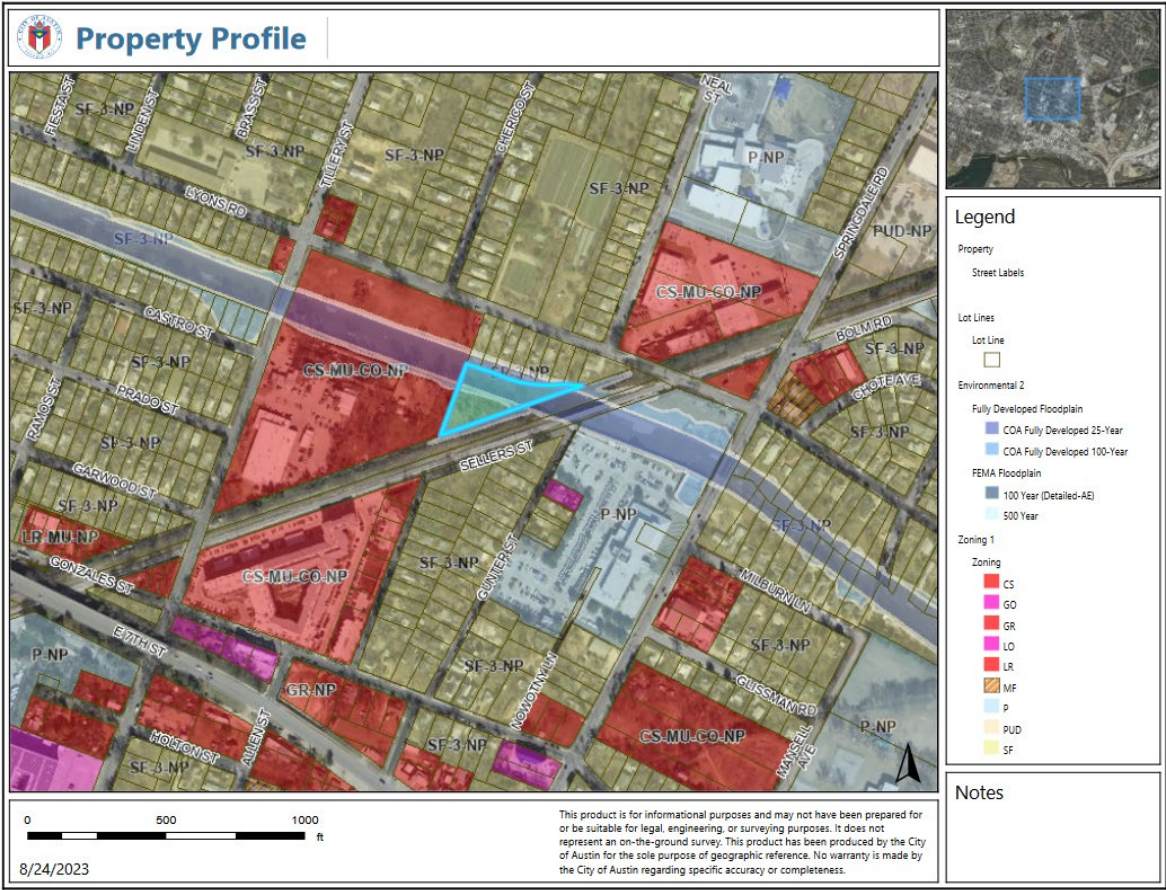 CITY OF AUSTIN
Property Profile
FIESTA ST
LINDEN ST
BRASS ST
TILLERY ST
CHERICO ST
NEAL ST
SF-3-NP
SF-3-NP
SF-3-NP
SF-3-NP
P-NP
LYONS RD
SPRINGDALE RD
PUD-NP
SF-3-NP
CS-MU-CO-NP
SF-3-NP
CASTRO ST
BOLM RD
SF-3-NP
SF-3-NP
CS-MU-CO-NP
SF-3-NP
CHOTE AVE
RAMOS ST
PRADO ST
SF-3-NP
SF-3-NP
SELLERS ST
GARWOOD ST
SF-3-NP
P-NP
SF-3-NP
LR-MU-NP
GONZALES ST
CS-MU-CO-NP
SF-3-NP
GUNTER ST
MILBURN LN
E 7TH ST
P-NP
SF-3-NP
SF-3-NP
GR-NP
NOWOTNY LN
GLISSMAN RD
ALLEN ST
HOLTON ST
SF-3-NP
SF-3-NP
CS-MU-CO-NP
MANSELL AVE
P-NP
Legend
Property
Street Labels
Lot Lines
Lot Line
Environmental 2
Fully Developed Floodplain
COA Fully Developed 25-Year
COA Fully Developed 100-Year
FEMA Floodplain
100 Year (Detailed-AE)
500 Year
Zoning 1
Zoning
CS
GO
GR
LO
LR
MF
P
PUD
SF
Notes
0 500 1000
ft
8/24/2023
This product is for informational purposes and may not have been prepared for
or be suitable for legal, engineering, or surveying purposes. It does not
represent an on-the-ground survey. This product has been produced by the City
of Austin for the sole purpose of geographic reference. No warranty is made by
the City of Austin regarding specific accuracy or completeness.